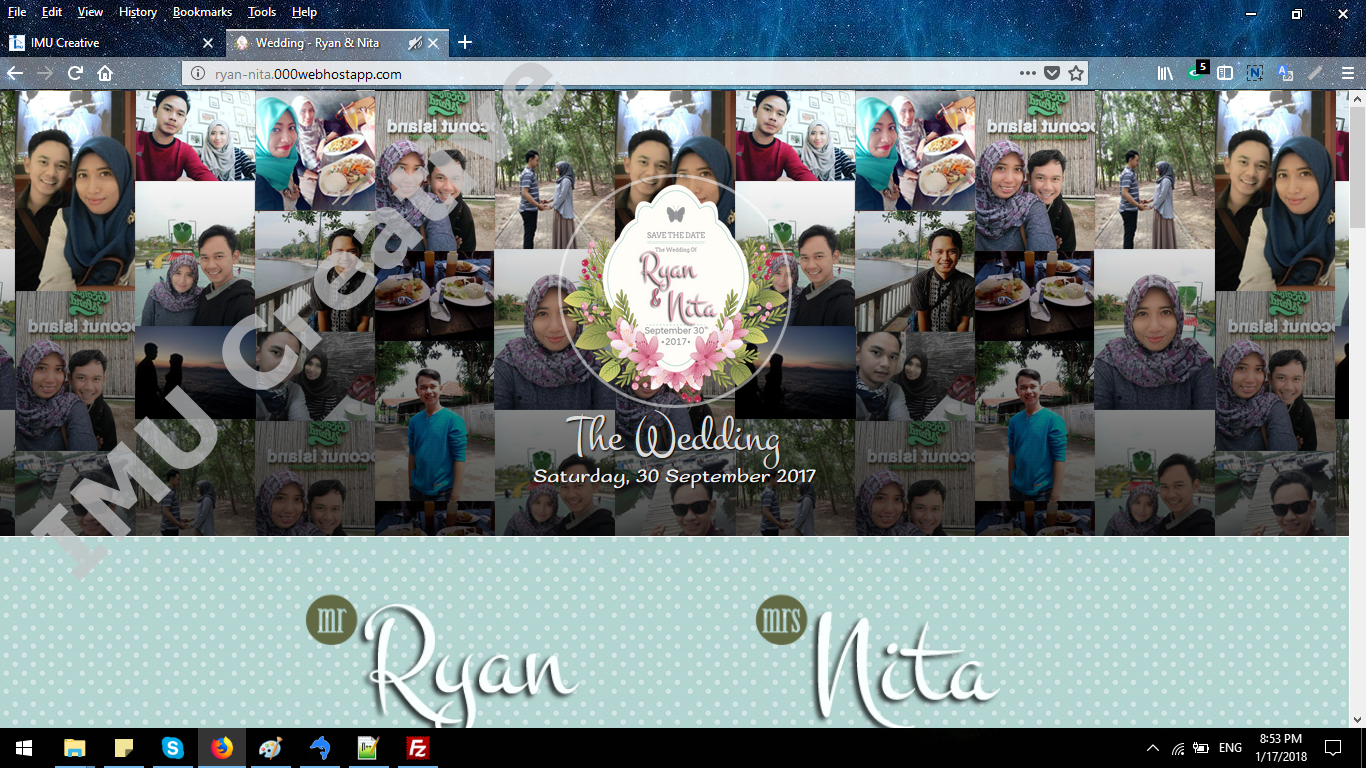 File Edit View History Bookmarks Tools Help
IMU Creative
Wedding - Ryan & Nita
ryan-nita.000webhostapp.com
5
IMU Creative
SAVE THE DATE
The Wedding Of
Ryan
&
Nita
September 30th
•2017•
The Wedding
Saturday, 30 September 2017
coconut island
mr Ryan
mrs Nita
ENG
8:53 PM
1/17/2018